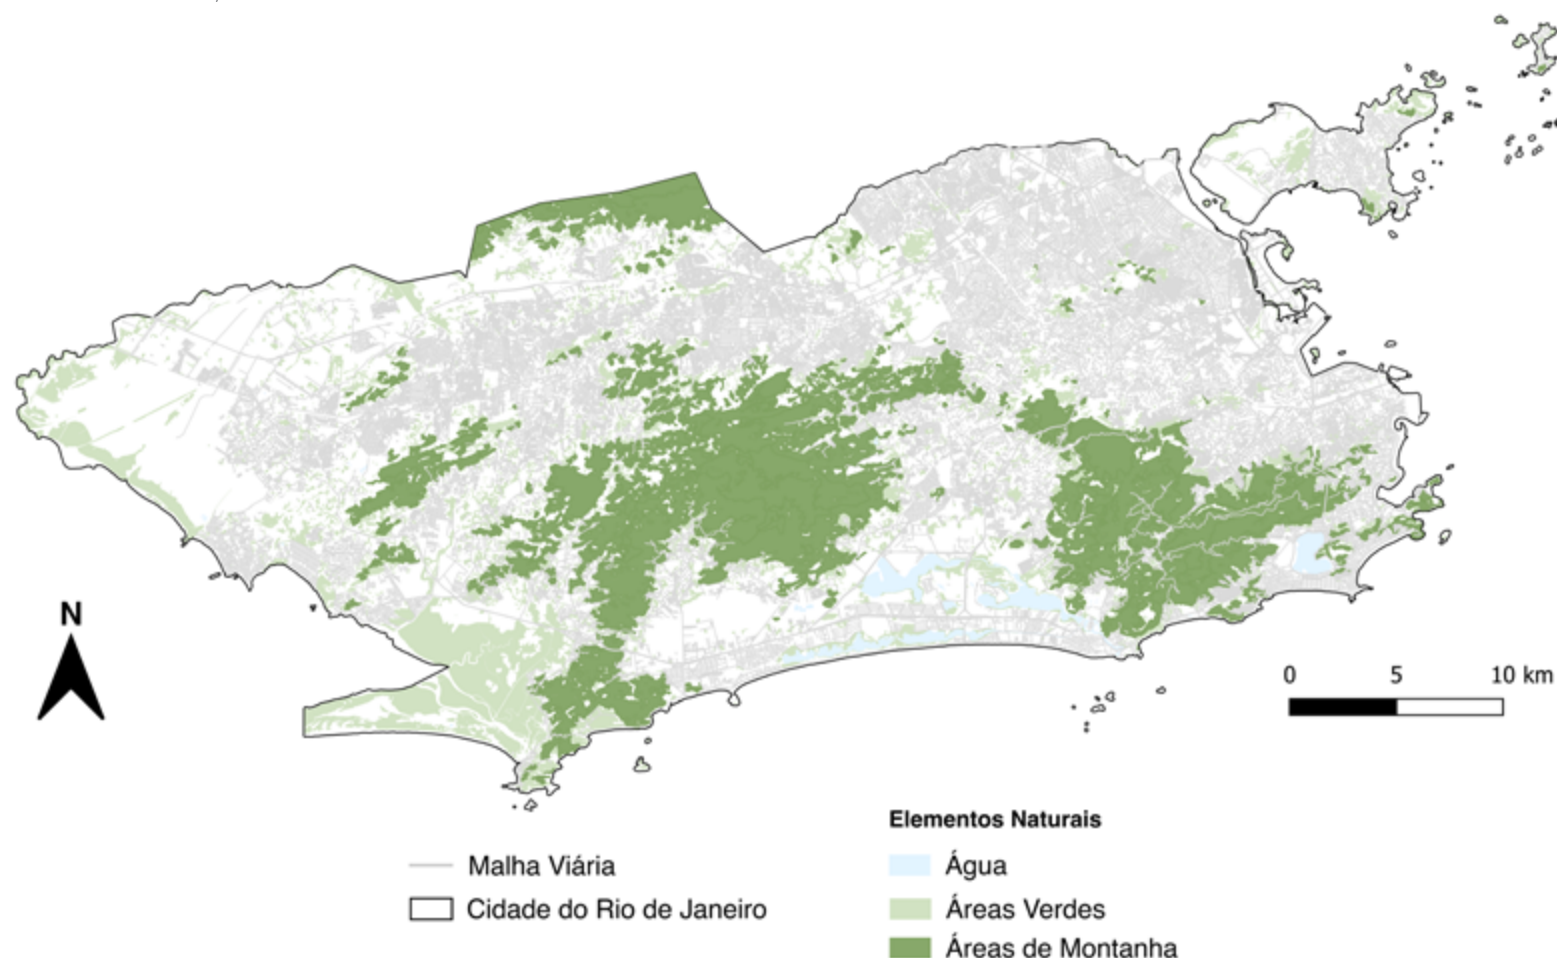 N
0 5 10 km
Elementos Naturais
Malha Viária
Água
Cidade do Rio de Janeiro
Áreas Verdes
Áreas de Montanha